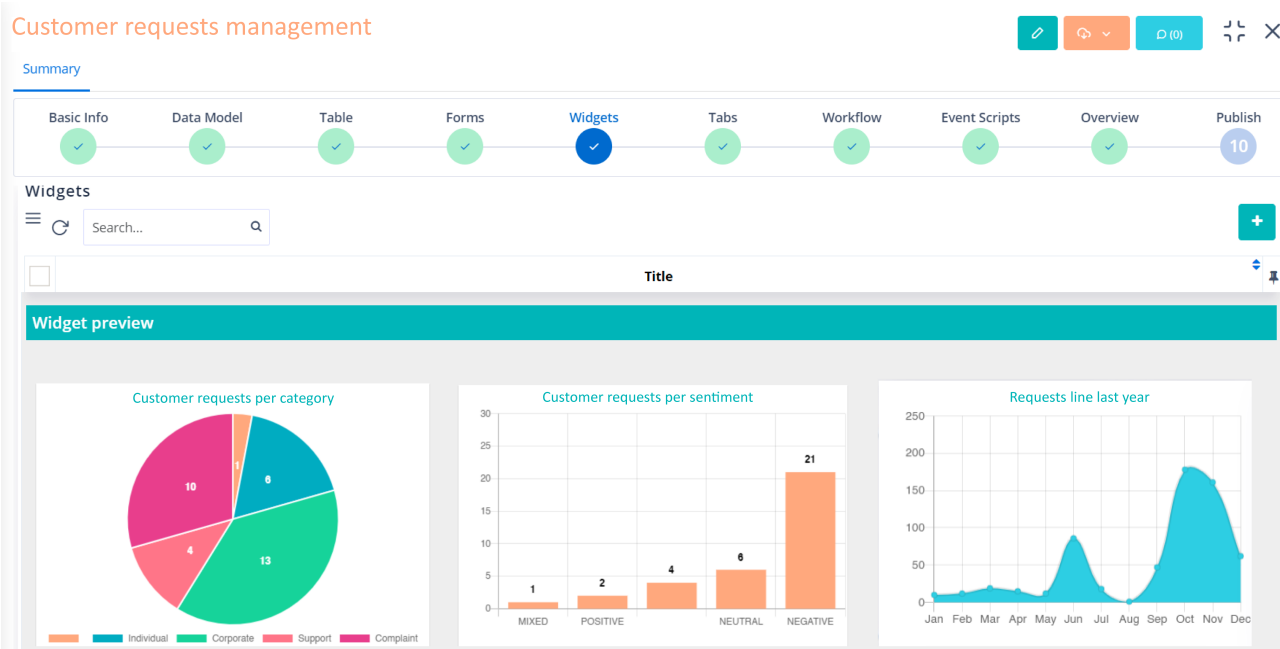 Customer requests management
(0)
Summary
Basic Info Data Model Table Forms Widgets Tabs Workflow Event Scripts Overview Publish
10
Widgets
Search...
+
Title
Widget preview
Customer requests per category
1
6
10
4
13
Individual Corporate Support Complaint
Customer requests per sentiment
30
25
20
15
10
5
0
1
2
4
6
21
MIXED POSITIVE NEUTRAL NEGATIVE
Requests line last year
250
200
150
100
50
0
Jan Feb Mar Apr May Jun Jul Aug Sep Oct Nov Dec